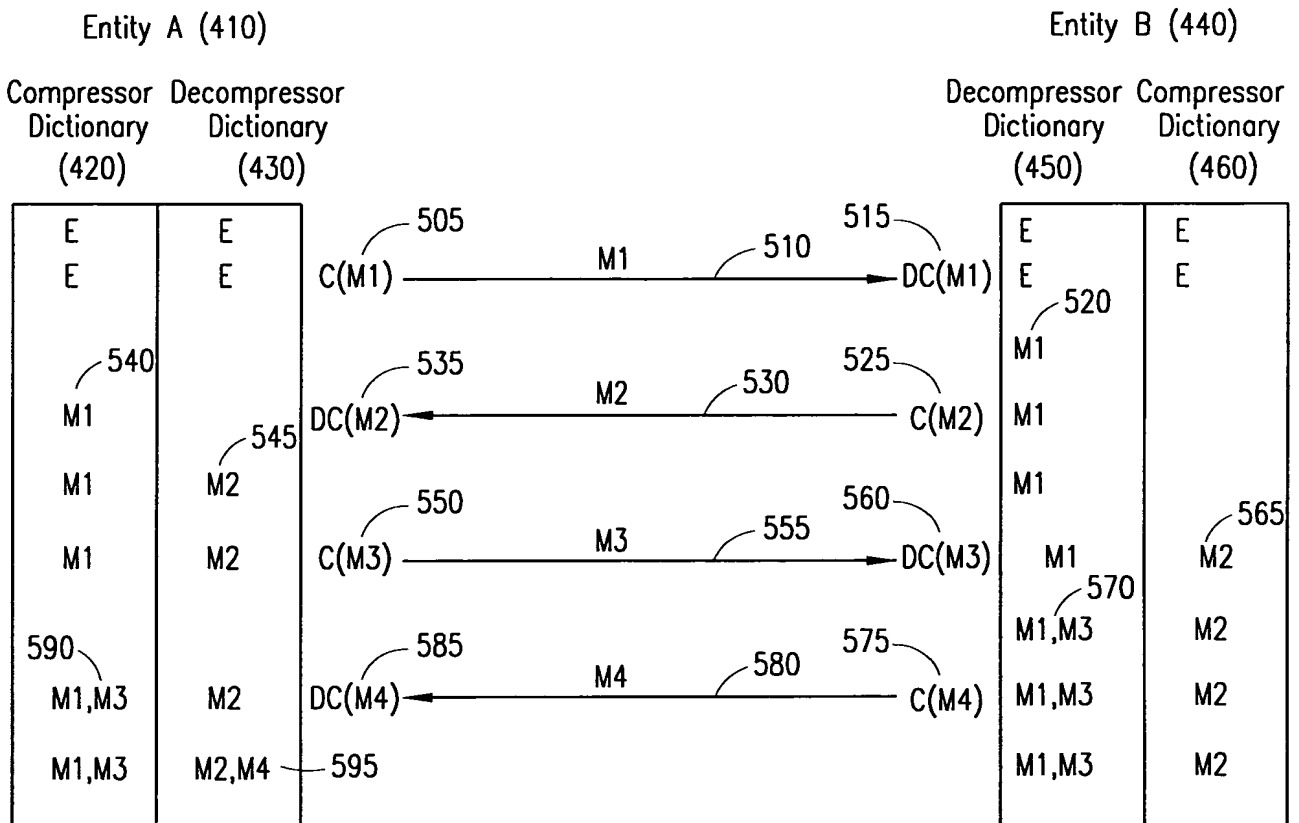 Entity A (410) Entity B (440)
Compressor Decompressor Decompressor Compressor
Dictionary Dictionary Dictionary Dictionary
(420) (430) (450) (460)
E E 505 515 E E
E E C(M1) M1 510 DC(M1) E E
520
M1
540 535 530 525
M1 DC(M2) M2 C(M2) M1
545
M1 M2 M1
550 560 565
M1 M2 C(M3) M3 555 DC(M3) M1 M2
570
M1,M3 M2
590 585 580 575
M1,M3 M2 DC(M4) M4 C(M4) M1,M3 M2
M1,M3 M2,M4 595 M1,M3 M2